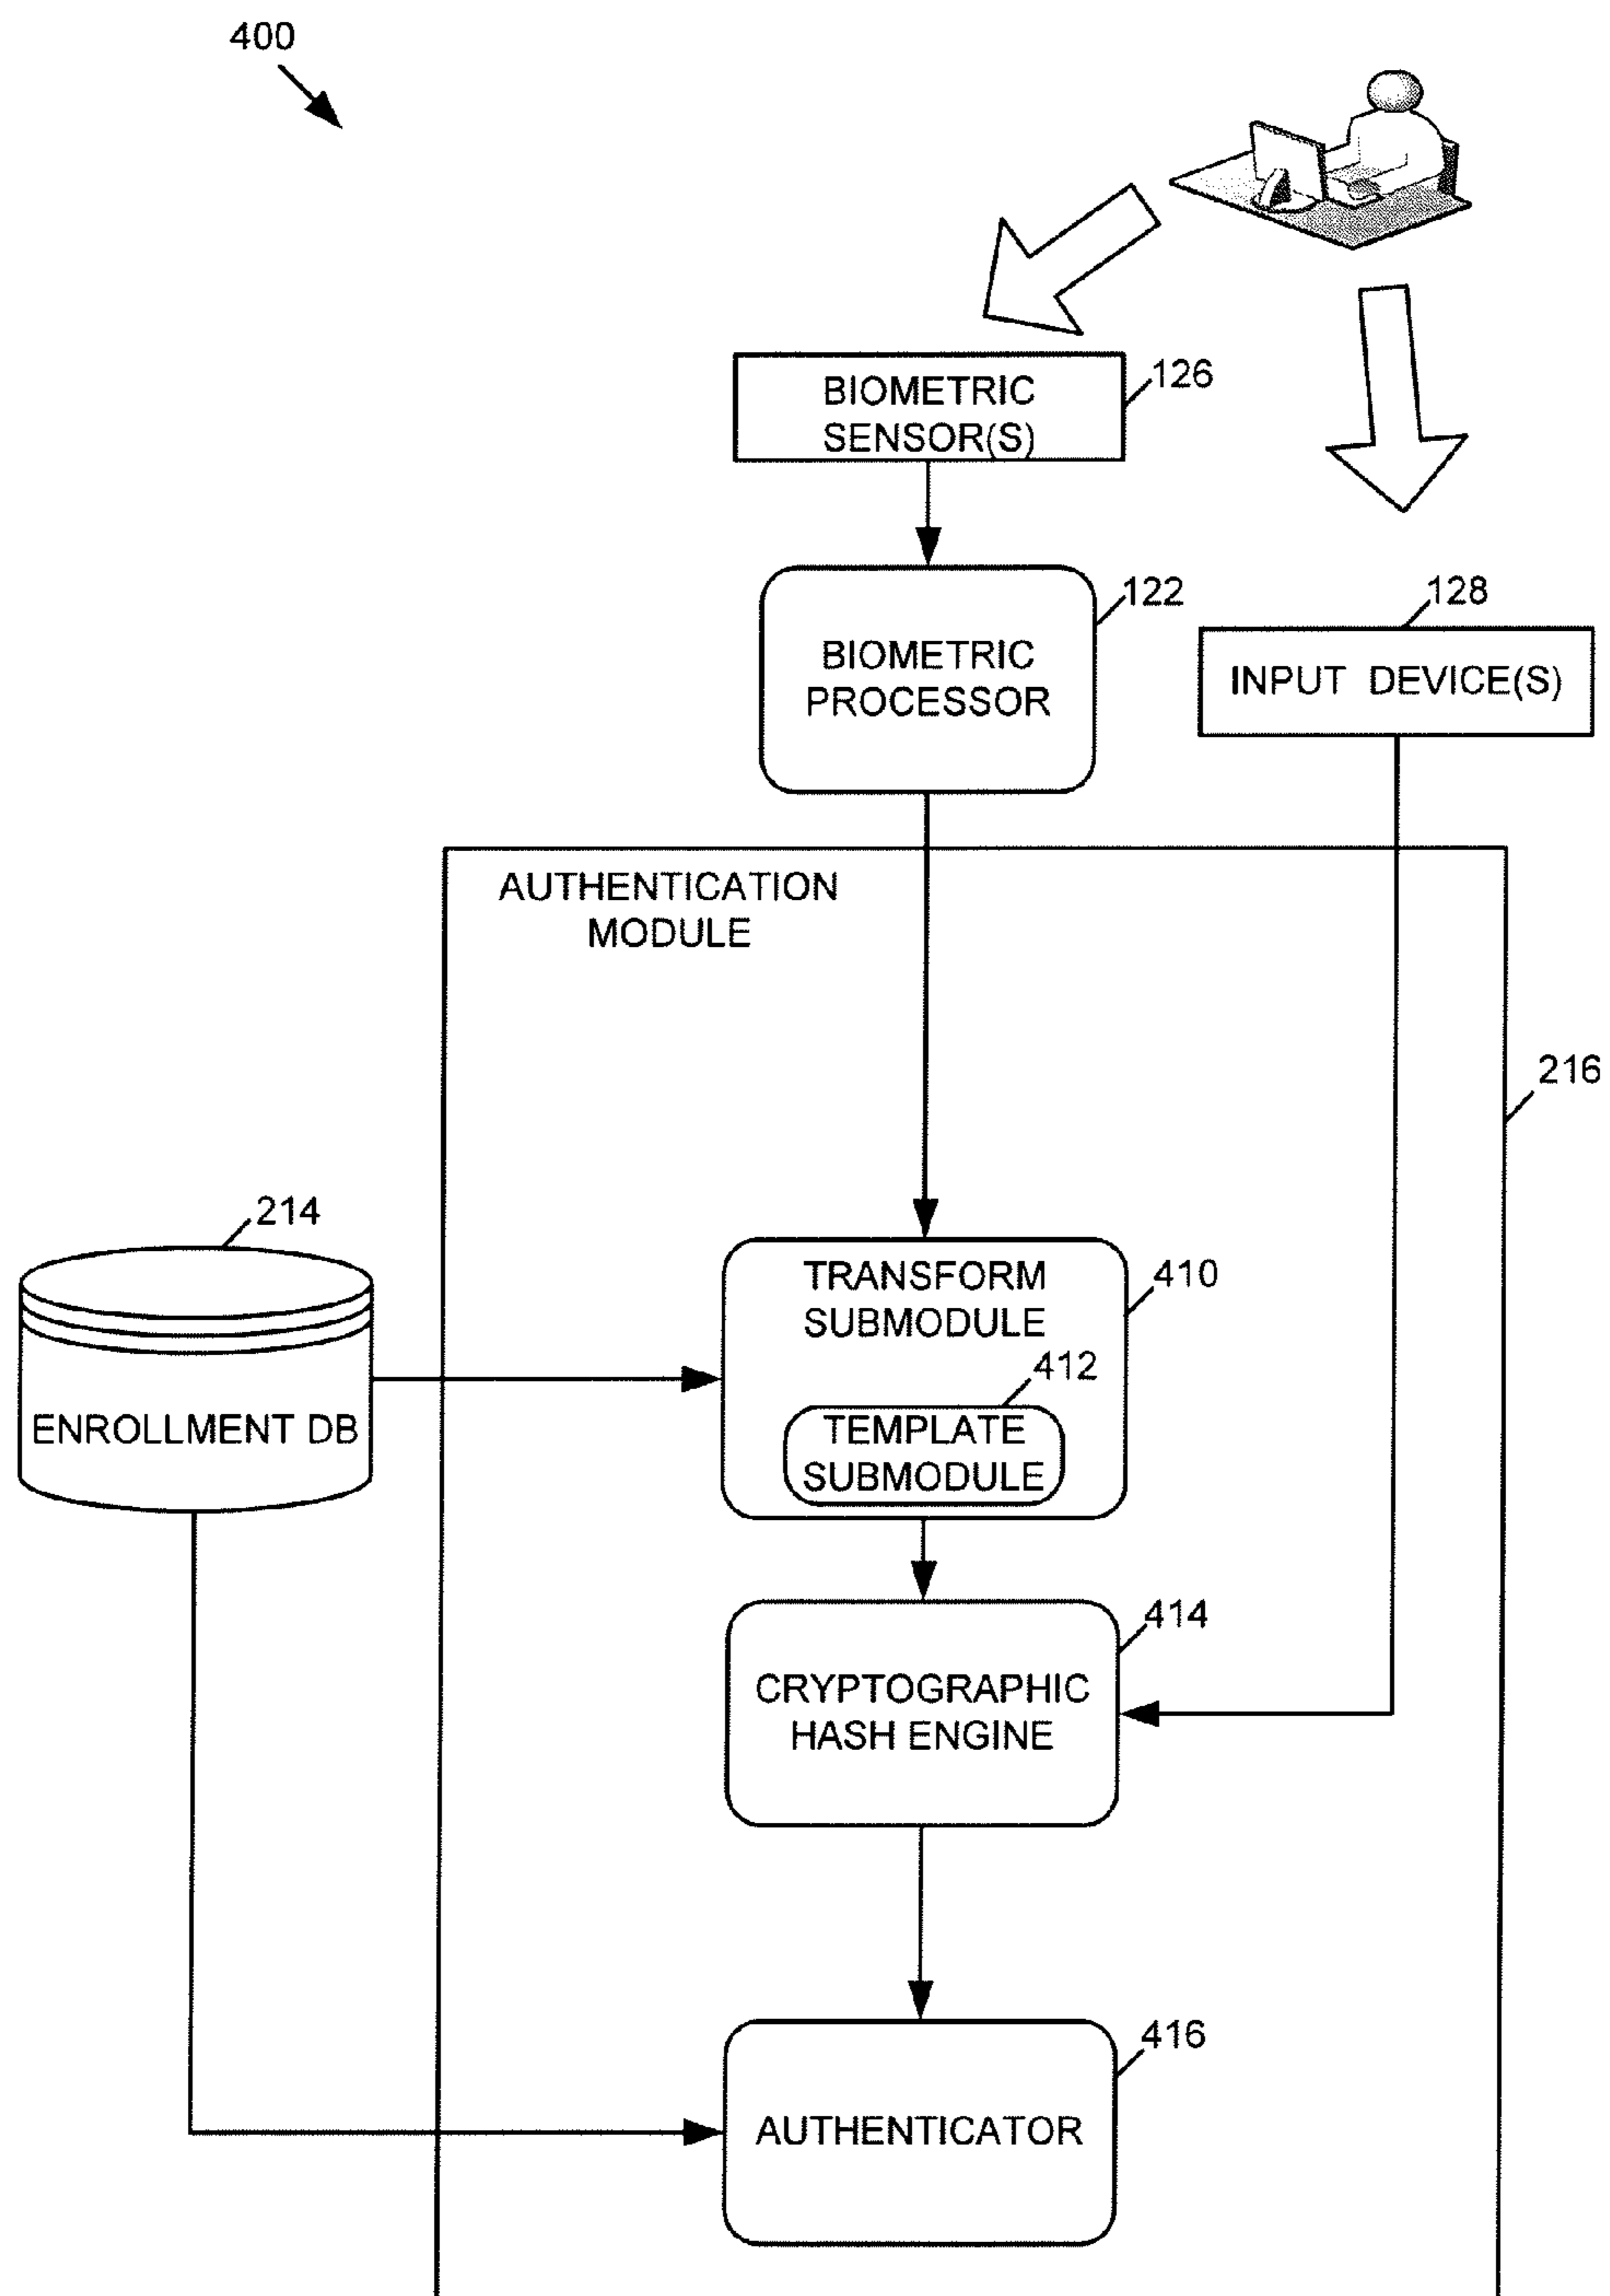 400
126
BIOMETRIC
SENSOR(S)
122
BIOMETRIC
PROCESSOR
128
INPUT DEVICE(S)
AUTHENTICATION
MODULE
216
214
ENROLLMENT DB
TRANSFORM
SUBMODULE
410
412
TEMPLATE
SUBMODULE
414
CRYPTOGRAPHIC
HASH ENGINE
416
AUTHENTICATOR